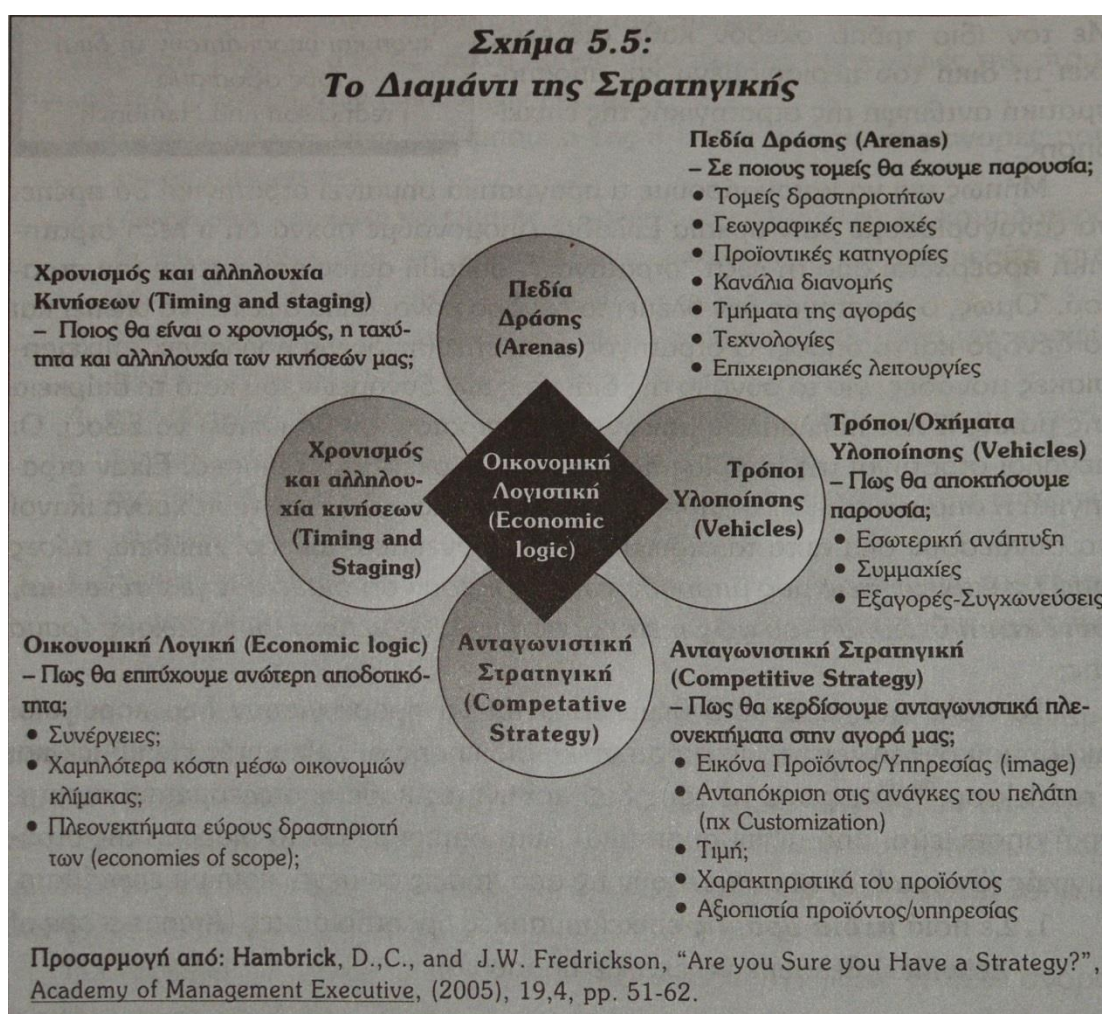 Σχήμα 5.5:
Το Διαμάντι της Στρατηγικής
Πεδία Δράσης (Arenas)
– Σε ποιους τομείς θα έχουμε παρουσία;
● Τομείς δραστηριοτήτων
● Γεωγραφικές περιοχές
● Προϊοντικές κατηγορίες
● Κανάλια διανομής
● Τμήματα της αγοράς
● Τεχνολογίες
● Επιχειρησιακές λειτουργίες
Χρονισμός και αλληλουχία
Κινήσεων (Timing and staging)
– Ποιος θα είναι ο χρονισμός, η ταχύ-
τητα και αλληλουχία των κινήσεών μας;
Πεδία
Δράσης
(Arenas)
Χρονισμός
και αλληλου-
χία κινήσεων
(Timing and
Staging)
Οικονομική
Λογιστική
(Economic
logic)
Τρόποι
Υλοποίησης
(Vehicles)
Τρόποι/Οχήματα
Υλοποίησης (Vehicles)
– Πως θα αποκτήσουμε
παρουσία;
● Εσωτερική ανάπτυξη
● Συμμαχίες
● Εξαγορές-Συγχωνεύσεις
Ανταγωνιστική
Στρατηγική
(Competative
Strategy)
Οικονομική Λογική (Economic logic)
– Πως θα επιτύχουμε ανώτερη αποδοτικό-
τητα;
● Συνέργειες;
● Χαμηλότερα κόστη μέσω οικονομιών
κλίμακας;
● Πλεονεκτήματα εύρους δραστηριοτή
των (economies of scope);
Ανταγωνιστική Στρατηγική
(Competitive Strategy)
– Πως θα κερδίσουμε ανταγωνιστικά πλε-
ονεκτήματα στην αγορά μας;
● Εικόνα Προϊόντος/Υπηρεσίας (image)
● Ανταπόκριση στις ανάγκες του πελάτη
(πχ Customization)
● Τιμή;
● Χαρακτηριστικά του προϊόντος
● Αξιοπιστία προϊόντος/υπηρεσίας
Προσαρμογή από: Hambrick, D.,C., and J.W. Fredrickson, “Are you Sure you Have a Strategy?”,
Academy of Management Executive, (2005), 19,4, pp. 51-62.